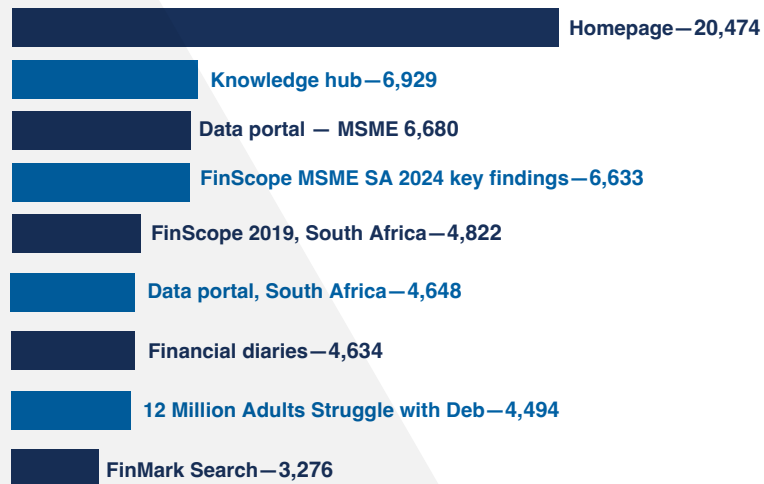 Homepage—20,474
Knowledge hub—6,929
Data portal — MSME 6,680
FinScope MSME SA 2024 key findings—6,633
FinScope 2019, South Africa—4,822
Data portal, South Africa—4,648
Financial diaries—4,634
12 Million Adults Struggle with Deb—4,494
FinMark Search—3,276